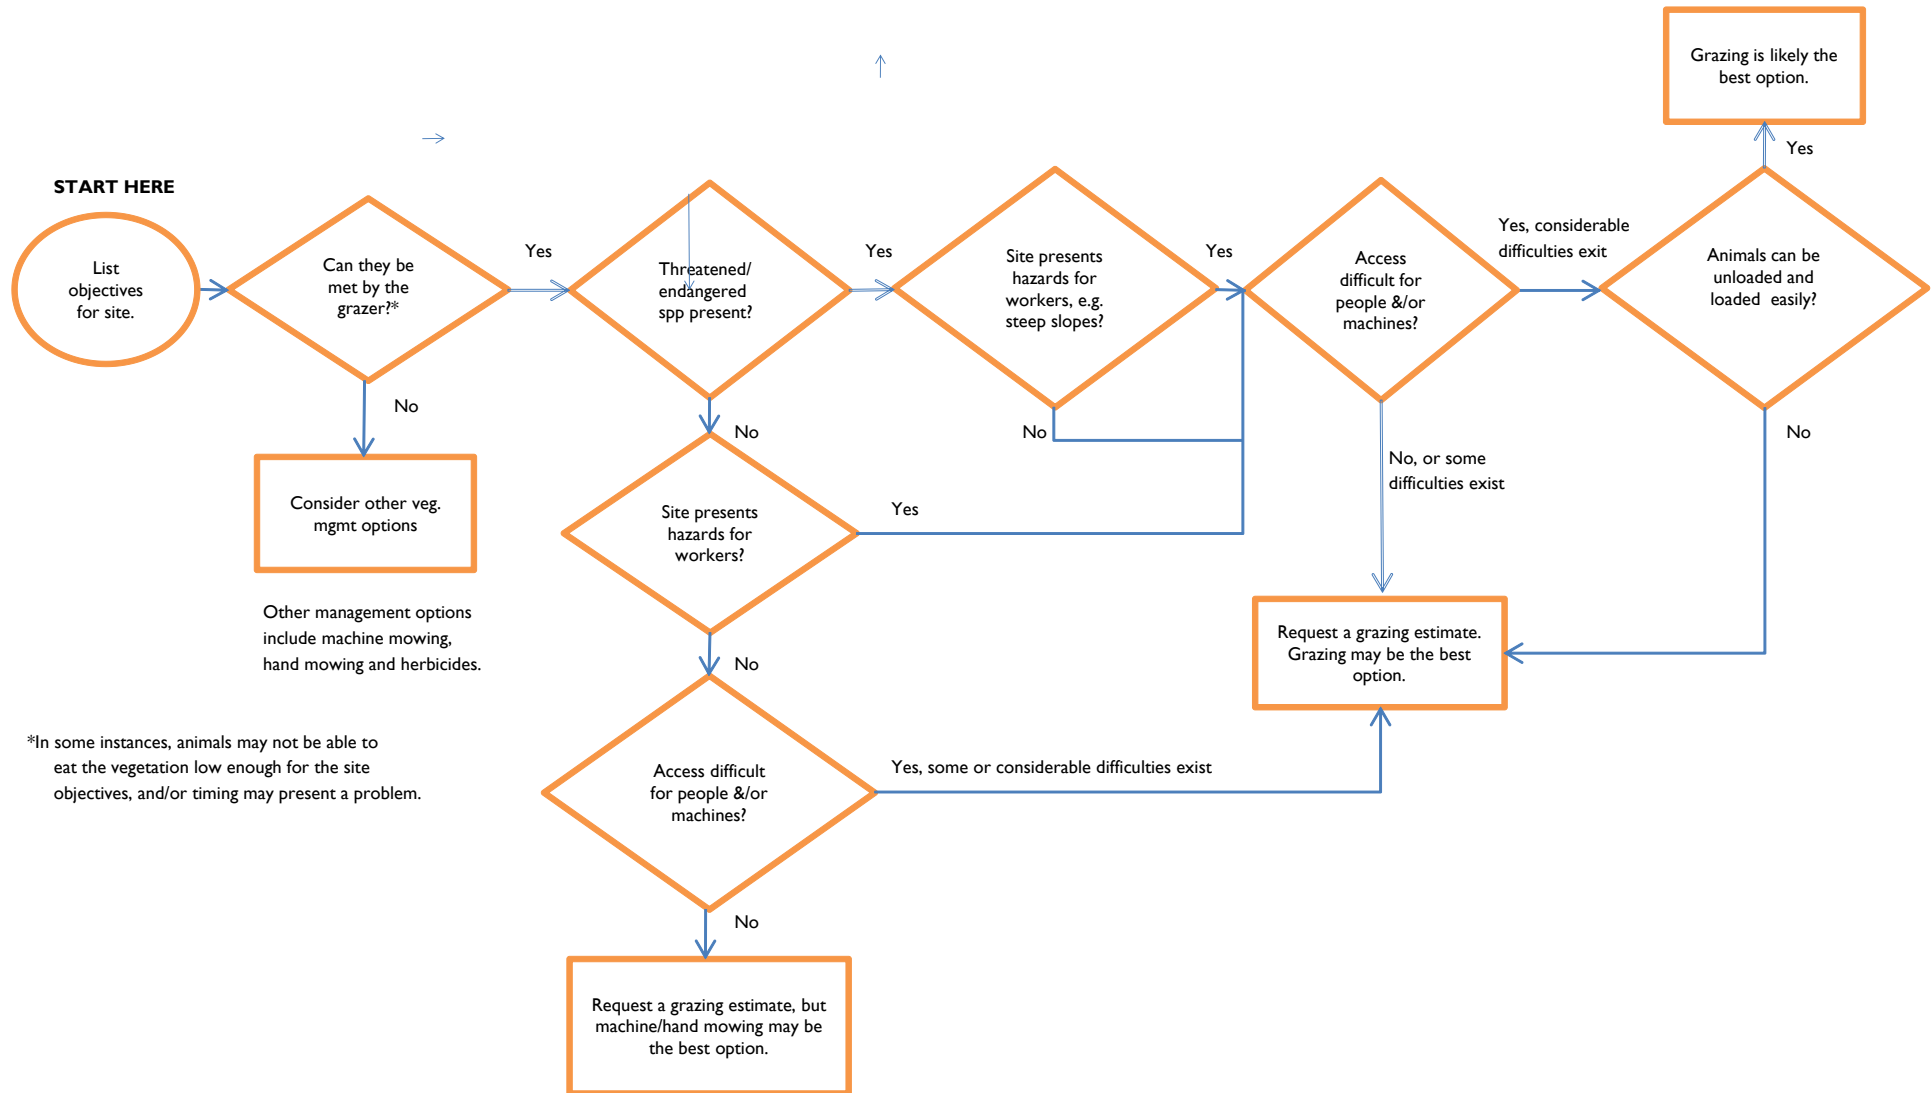 Grazing is likely the
best option.
Yes
START HERE
List
objectives
for site.
Can they be
met by the
grazer?*
Yes
Threatened/
endangered
spp present?
Yes
Site presents
hazards for
workers, e.g.
steep slopes?
Yes
Access
difficult for
people &/or
machines?
Yes, considerable
difficulties exit
Animals can be
unloaded and
loaded easily?
No
No
No
No
No, or some
difficulties exist
Consider other veg.
mgmt options
Site presents
hazards for
workers?
Yes
Other management options
include machine mowing,
hand mowing and herbicides.
No
Request a grazing estimate.
Grazing may be the best
option.
*In some instances, animals may not be able to
eat the vegetation low enough for the site
objectives, and/or timing may present a problem.
Access difficult
for people &/or
machines?
Yes, some or considerable difficulties exist
No
Request a grazing estimate, but
machine/hand mowing may be
the best option.